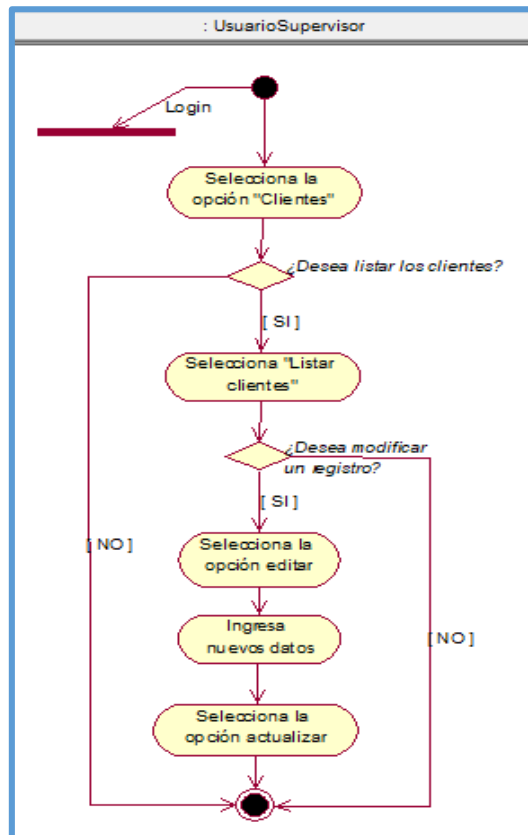 : UsuarioSupervisor
Login
Selecciona la
opción "Clientes"
¿Desea listar los clientes?
[ SI ]
Selecciona "Listar
clientes"
¿Desea modificar
un registro?
[ SI ]
Selecciona la
opción editar
[ NO ]
Ingresa
nuevos datos
[ NO ]
Selecciona la
opción actualizar